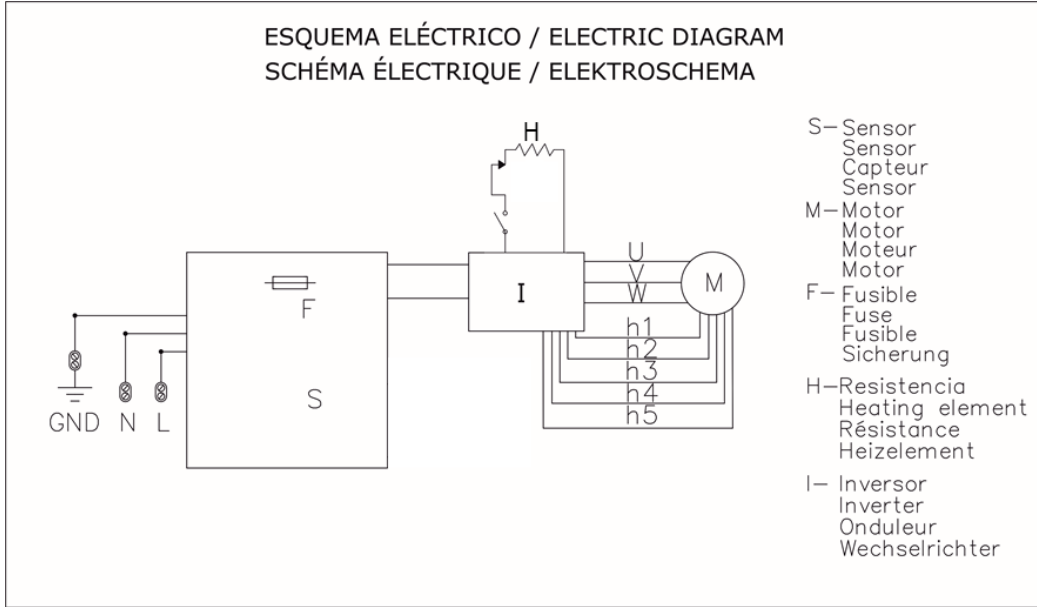 ESQUEMA ELÉCTRICO / ELECTRIC DIAGRAM
SCHÉMA ÉLECTRIQUE / ELEKTROSCHEMA
H
U
V
W
M
I
F
S
h1
h2
h3
h4
h5
GND N L
S— Sensor
Sensor
Capteur
Sensor
M— Motor
Motor
Moteur
Motor
F— Fusible
Fuse
Fusible
Sicherung
H— Resistencia
Heating element
Résistance
Heizelement
I— Inversor
Inverter
Onduleur
Wechselrichter